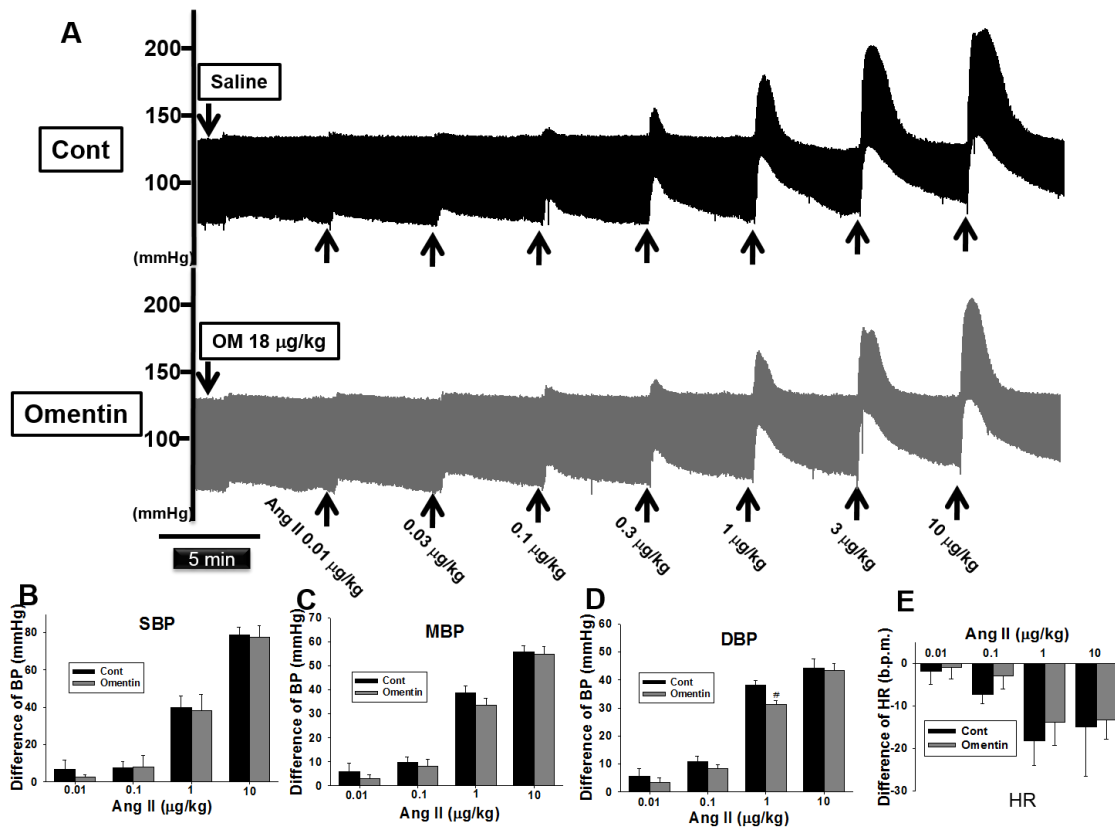 A
200
150
100
(mmHg)
Saline
Cont
200
150
100
(mmHg)
OM 18 μg/kg
Omentin
Ang II 0.01 μg/kg
0.03 μg/kg
0.1 μg/kg
0.3 μg/kg
1 μg/kg
3 μg/kg
10 μg/kg
5 min
B
SBP
Difference of BP (mmHg)
80
60
40
20
0
Cont
Omentin
0.01 0.1 1 10
Ang II (μg/kg)
C
MBP
Difference of BP (mmHg)
70
60
50
40
30
20
10
0
Cont
Omentin
0.01 0.1 1 10
Ang II (μg/kg)
D
DBP
Difference of BP (mmHg)
60
50
40
30
20
10
0
Cont
Omentin
#
0.01 0.1 1 10
Ang II (μg/kg)
E
Ang II (μg/kg)
0.01 0.1 1 10
Difference of HR (b.p.m.)
0
-10
-20
-30
Cont
Omentin
HR